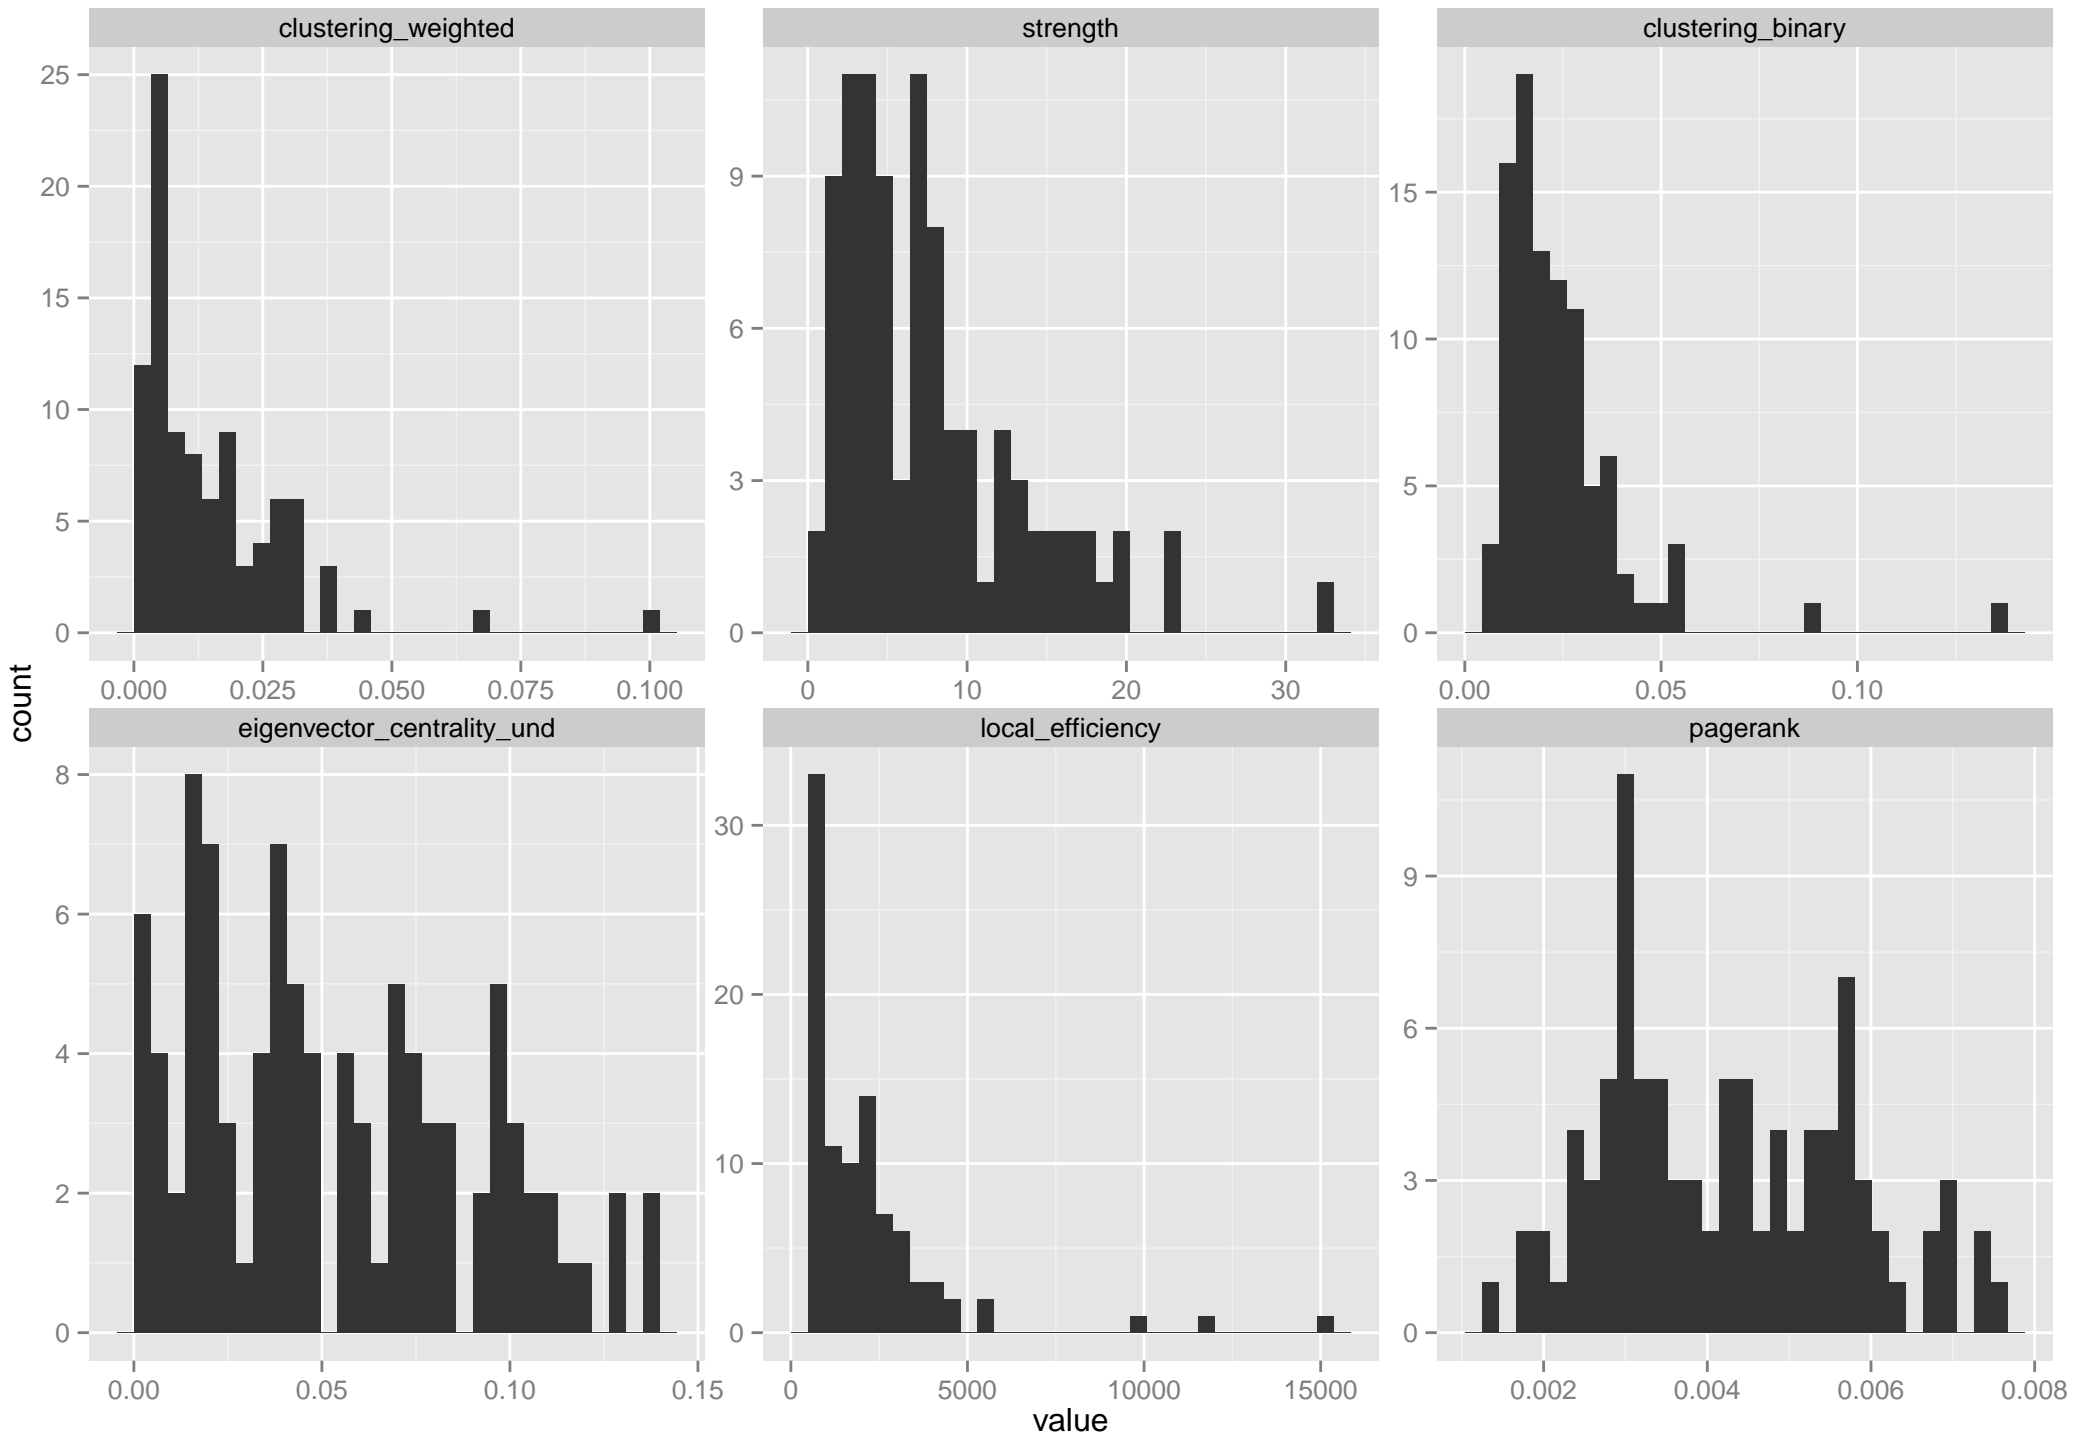 clustering_weighted strength clustering_binary
25
20
15
10
5
0
9
6
3
0
15
10
5
0
0.000 0.025 0.050 0.075 0.100
0 10 20 30
0.00 0.05 0.10
count
eigenvector_centrality_und local_efficiency pagerank
8
6
4
2
0
30
20
10
0
9
6
3
0
0.00 0.05 0.10 0.15
0 5000 10000 15000
0.002 0.004 0.006 0.008
value